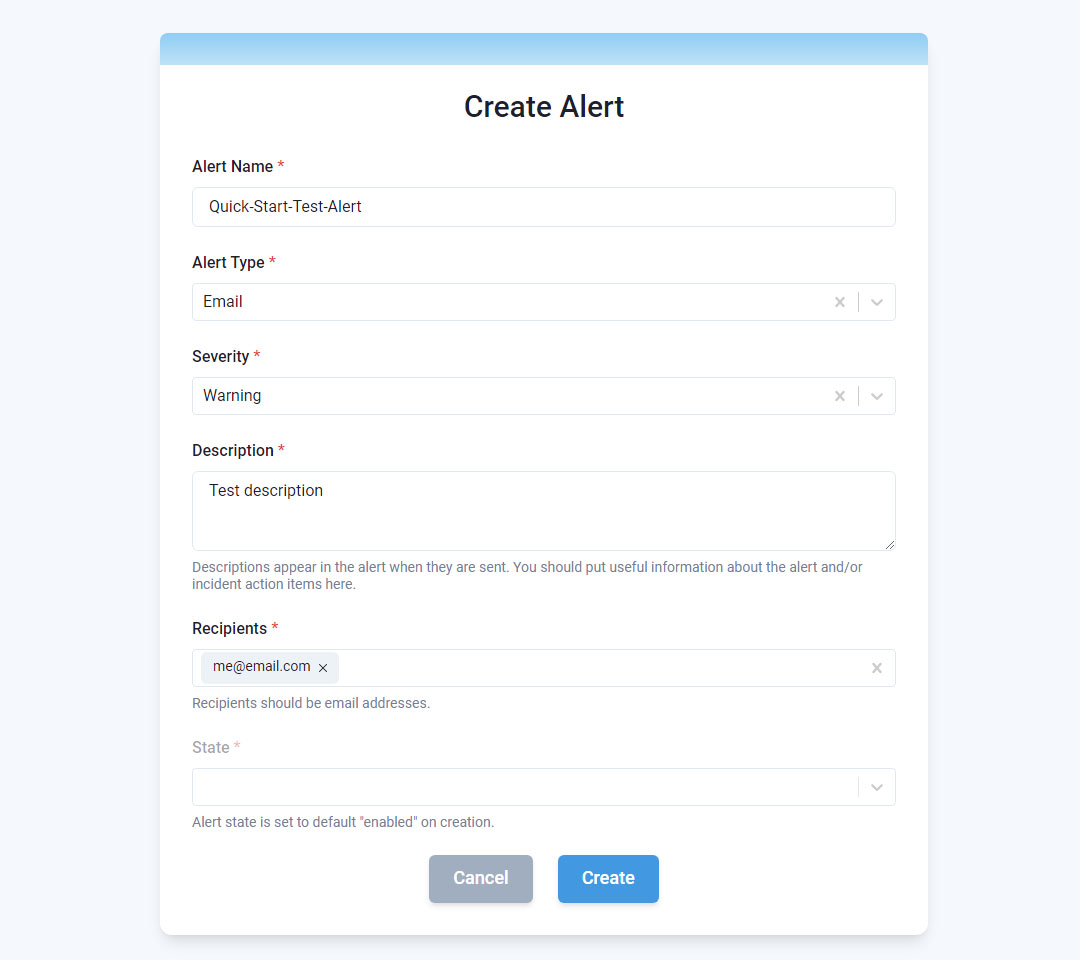 Create Alert
Alert Name *
Quick-Start-Test-Alert
Alert Type *
Email
Severity *
Warning
Description *
Test description
Descriptions appear in the alert when they are sent. You should put useful information about the alert and/or
incident action items here.
Recipients *
me@email.com
Recipients should be email addresses.
State *
Alert state is set to default "enabled" on creation.
Cancel Create